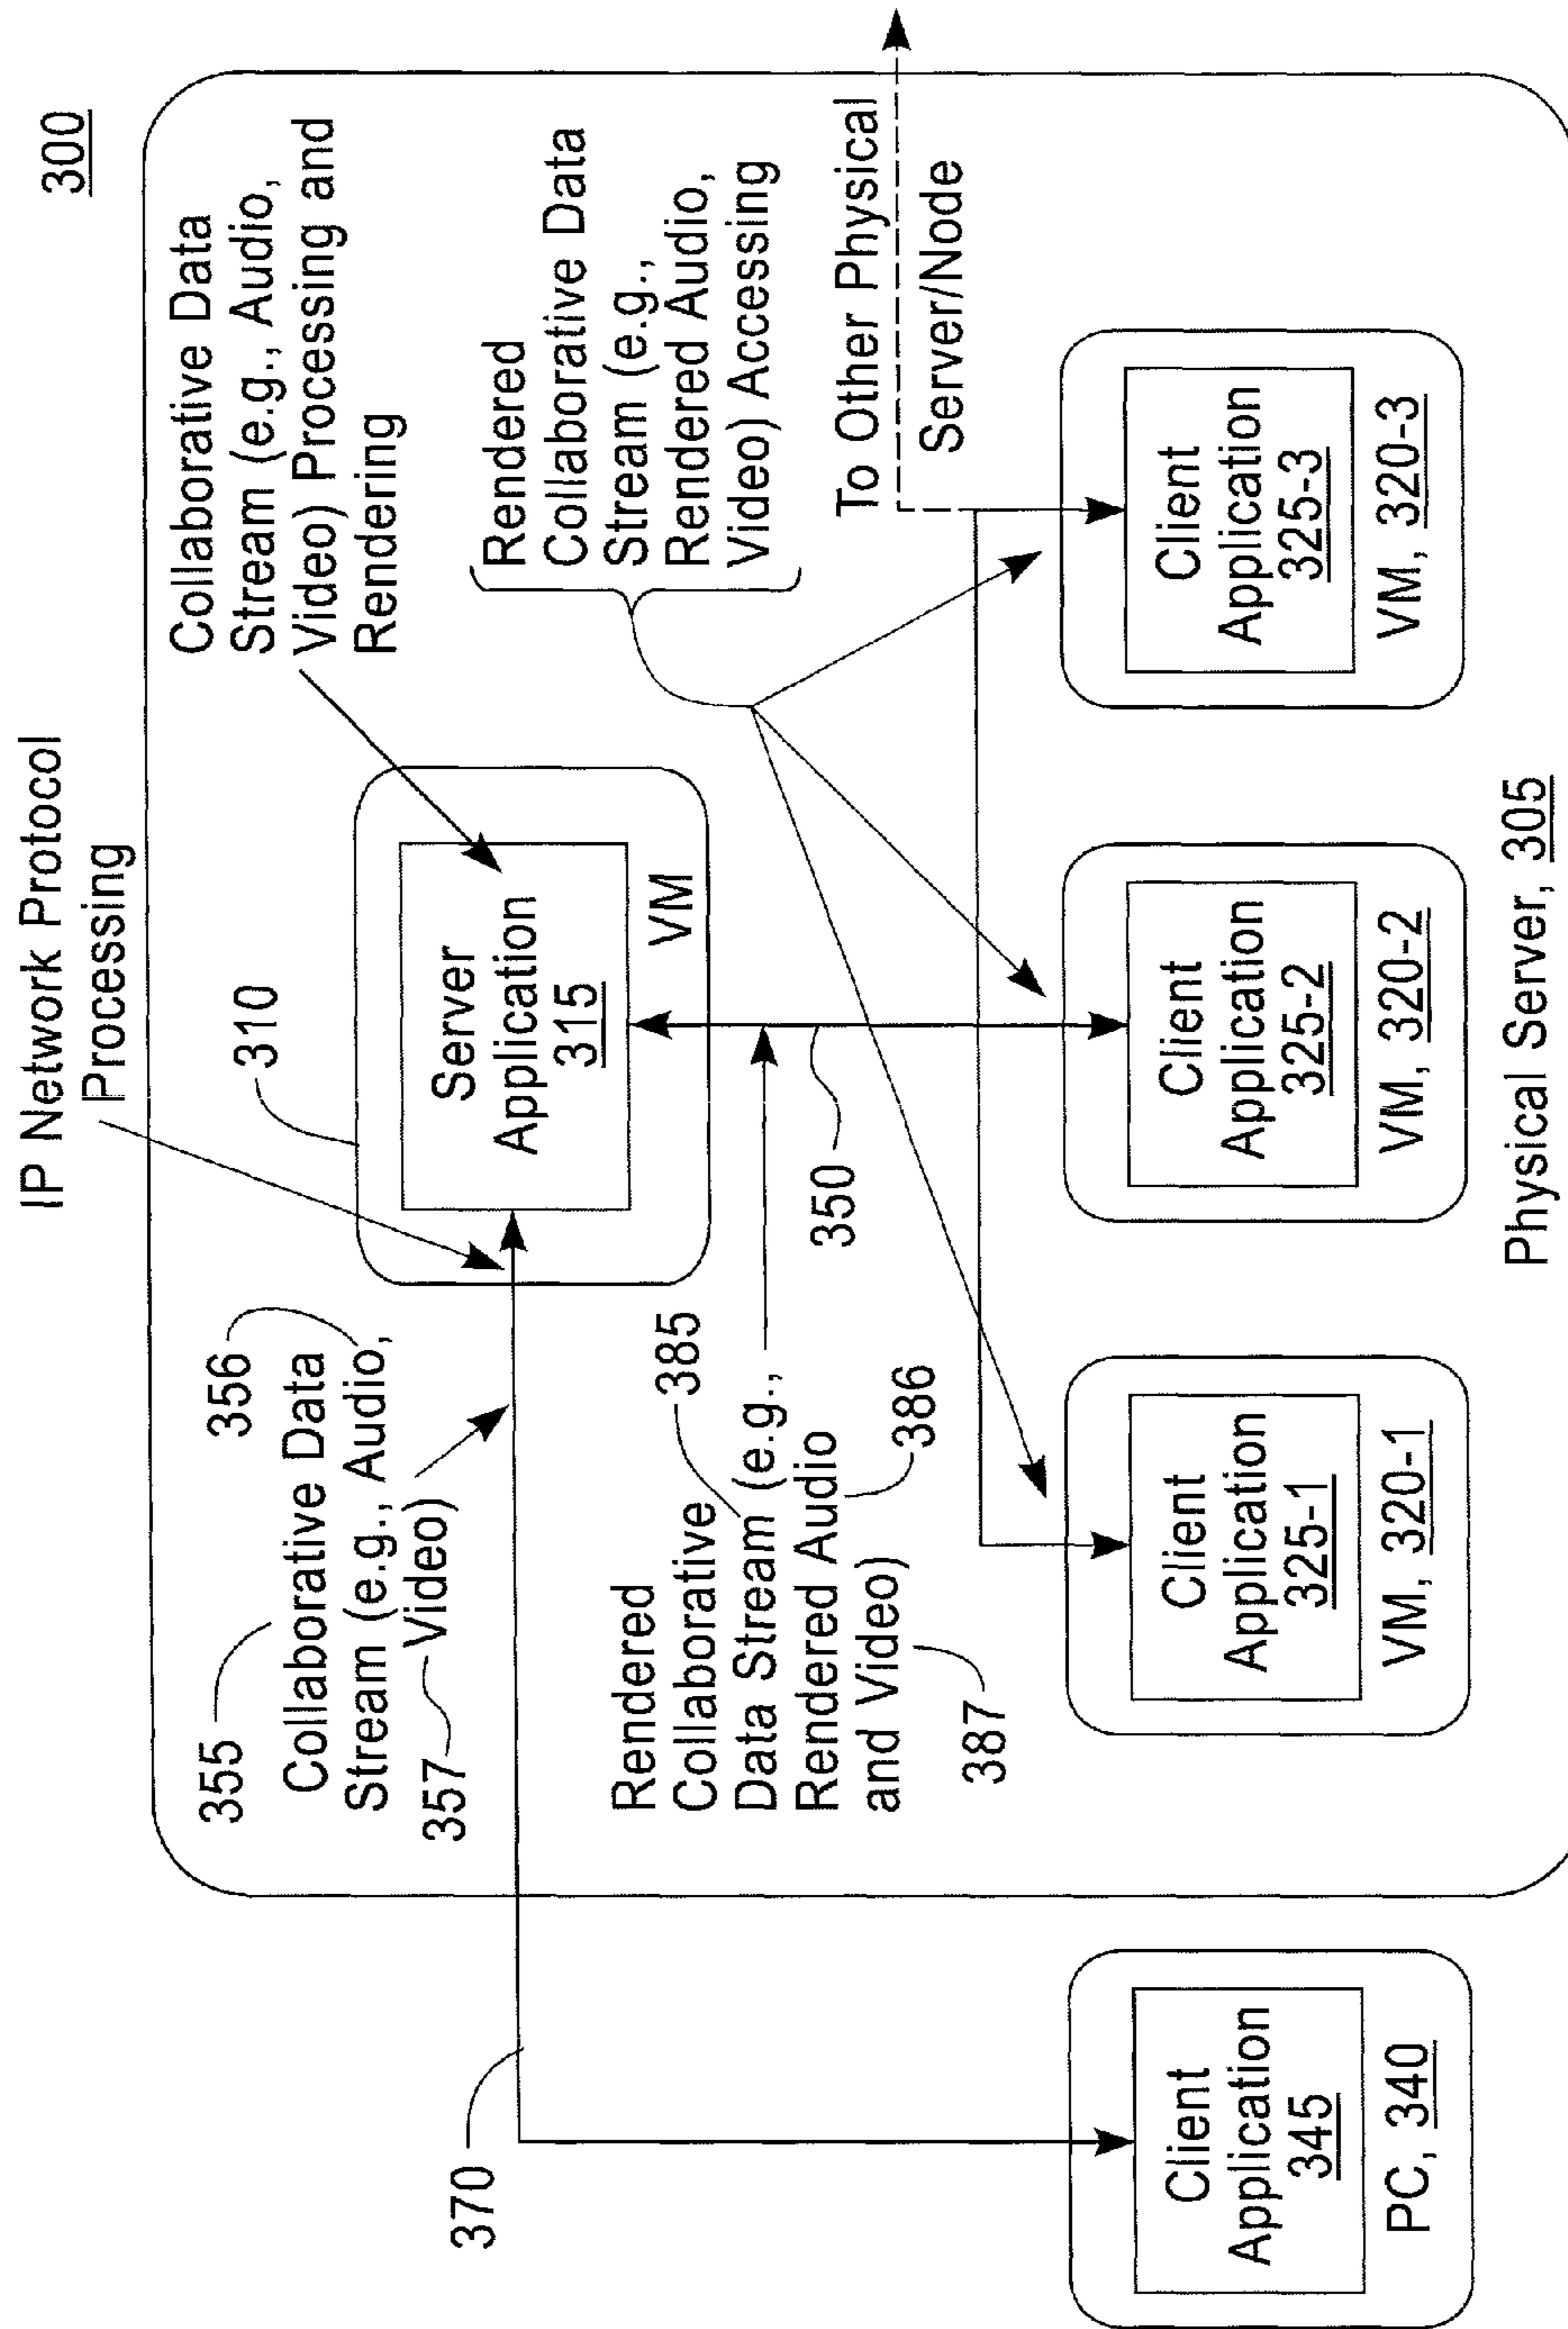 300
IP Network Protocol
Processing
310
Collaborative Data
Stream (e.g., Audio,
Video) Processing and
Rendering
355
356
Collaborative Data
Stream (e.g., Audio,
Video)
357
370
Server
Application
315
VM
Rendered
Collaborative Data
Stream (e.g.,
Rendered Audio,
Video) Accessing
Rendered
Collaborative
Data Stream (e.g.,
Rendered Audio
and Video)
385
386
387
350
To Other Physical
Server/Node
Client
Application
345
PC, 340
Client
Application
325-1
VM, 320-1
Client
Application
325-2
VM, 320-2
Client
Application
325-3
VM, 320-3
Physical Server, 305